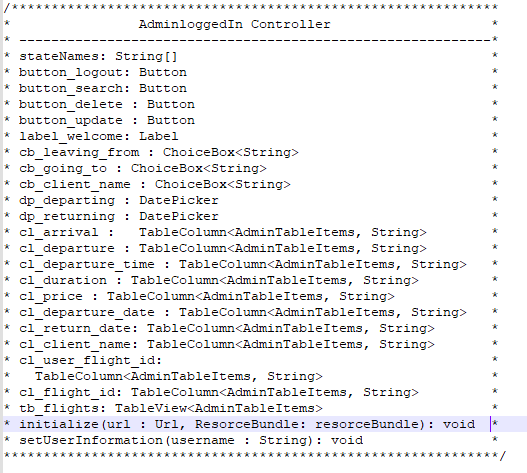 /**************************************************************
*                AdminloggedIn Controller                    *
* ------------------------------------------------------------*
* stateNames: String[]                                        *
* button_logout: Button                                       *
* button_search: Button                                       *
* button_delete : Button                                      *
* button_update : Button                                      *
* label_welcome: Label                                        *
* cb_leaving_from : ChoiceBox<String>                         *
* cb_going_to : ChoiceBox<String>                             *
* cb_client_name : ChoiceBox<String>                          *
* dp_departing : DatePicker                                   *
* dp_returning : DatePicker                                   *
* cl_arrival :   TableColumn<AdminTableItems, String>         *
* cl_departure : TableColumn<AdminTableItems, String>         *
* cl_departure_time : TableColumn<AdminTableItems, String>    *
* cl_duration : TableColumn<AdminTableItems, String>          *
* cl_price : TableColumn<AdminTableItems, String>             *
* cl_departure_date : TableColumn<AdminTableItems, String>    *
* cl_return_date: TableColumn<AdminTableItems, String>        *
* cl_client_name: TableColumn<AdminTableItems, String>        *
* cl_user_flight_id:                                          *
*   TableColumn<AdminTableItems, String>                      *
* cl_flight_id: TableColumn<AdminTableItems, String>          *
* tb_flights: TableView<AdminTableItems>                      *
* initialize(url : Url, ResorceBundle: resorceBundle): void  *
* setUserInformation(username : String): void                 *
**************************************************************/